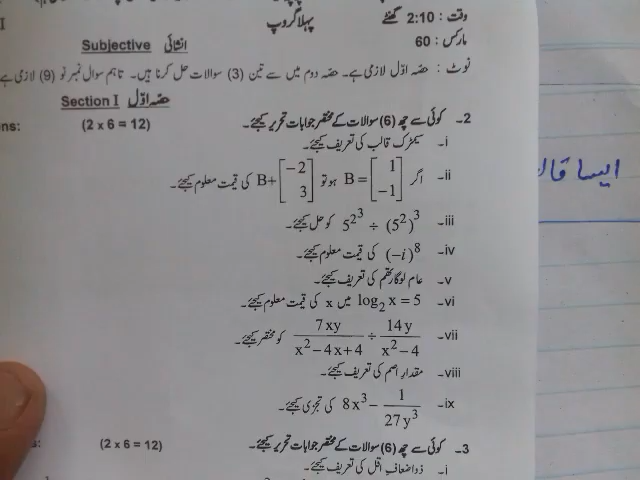 وقت : 2:10 گھنٹے
پہلا گروپ
مارکس : 60
انشائی Subjective
نوٹ : حصہ اوّل لازمی ہے۔ حصہ دوم میں سے تین (3) سوالات حل کرنا ہیں۔ تاہم سوال نمبر نو (9) لازمی ہے
حصہ اوّل Section I
2- کوئی سے چھ (6) سوالات کے مختصر جوابات تحریر کیجئے۔ (2 x 6 = 12) ns:
i- سیمٹرک قالب کی تعریف کیجئے۔
ii- اگر B = [1 -1] ہو تو B+[-2 3] کی قیمت معلوم کیجئے۔
iii- 5^2^3 ÷ (5^2)^3 کو حل کیجئے۔
iv- (-i)^8 کی قیمت معلوم کیجئے۔
v- عام لوگارتھم کی تعریف کیجئے۔
vi- log₂ x = 5 میں x کی قیمت معلوم کیجئے۔
vii- 7xy / (x² - 4x + 4) ÷ 14y / (x² - 4) کو مختصر کیجئے۔
viii- مقدار اصم کی تعریف کیجئے۔
ix- 8x³ - 1 / 27y³ کی تجزی کیجئے۔
3- کوئی سے چھ (6) سوالات کے مختصر جوابات تحریر کیجئے۔ (2 x 6 = 12) s:
i- ذواضعاف اقل کی تعریف کیجئے۔
ایسا قال